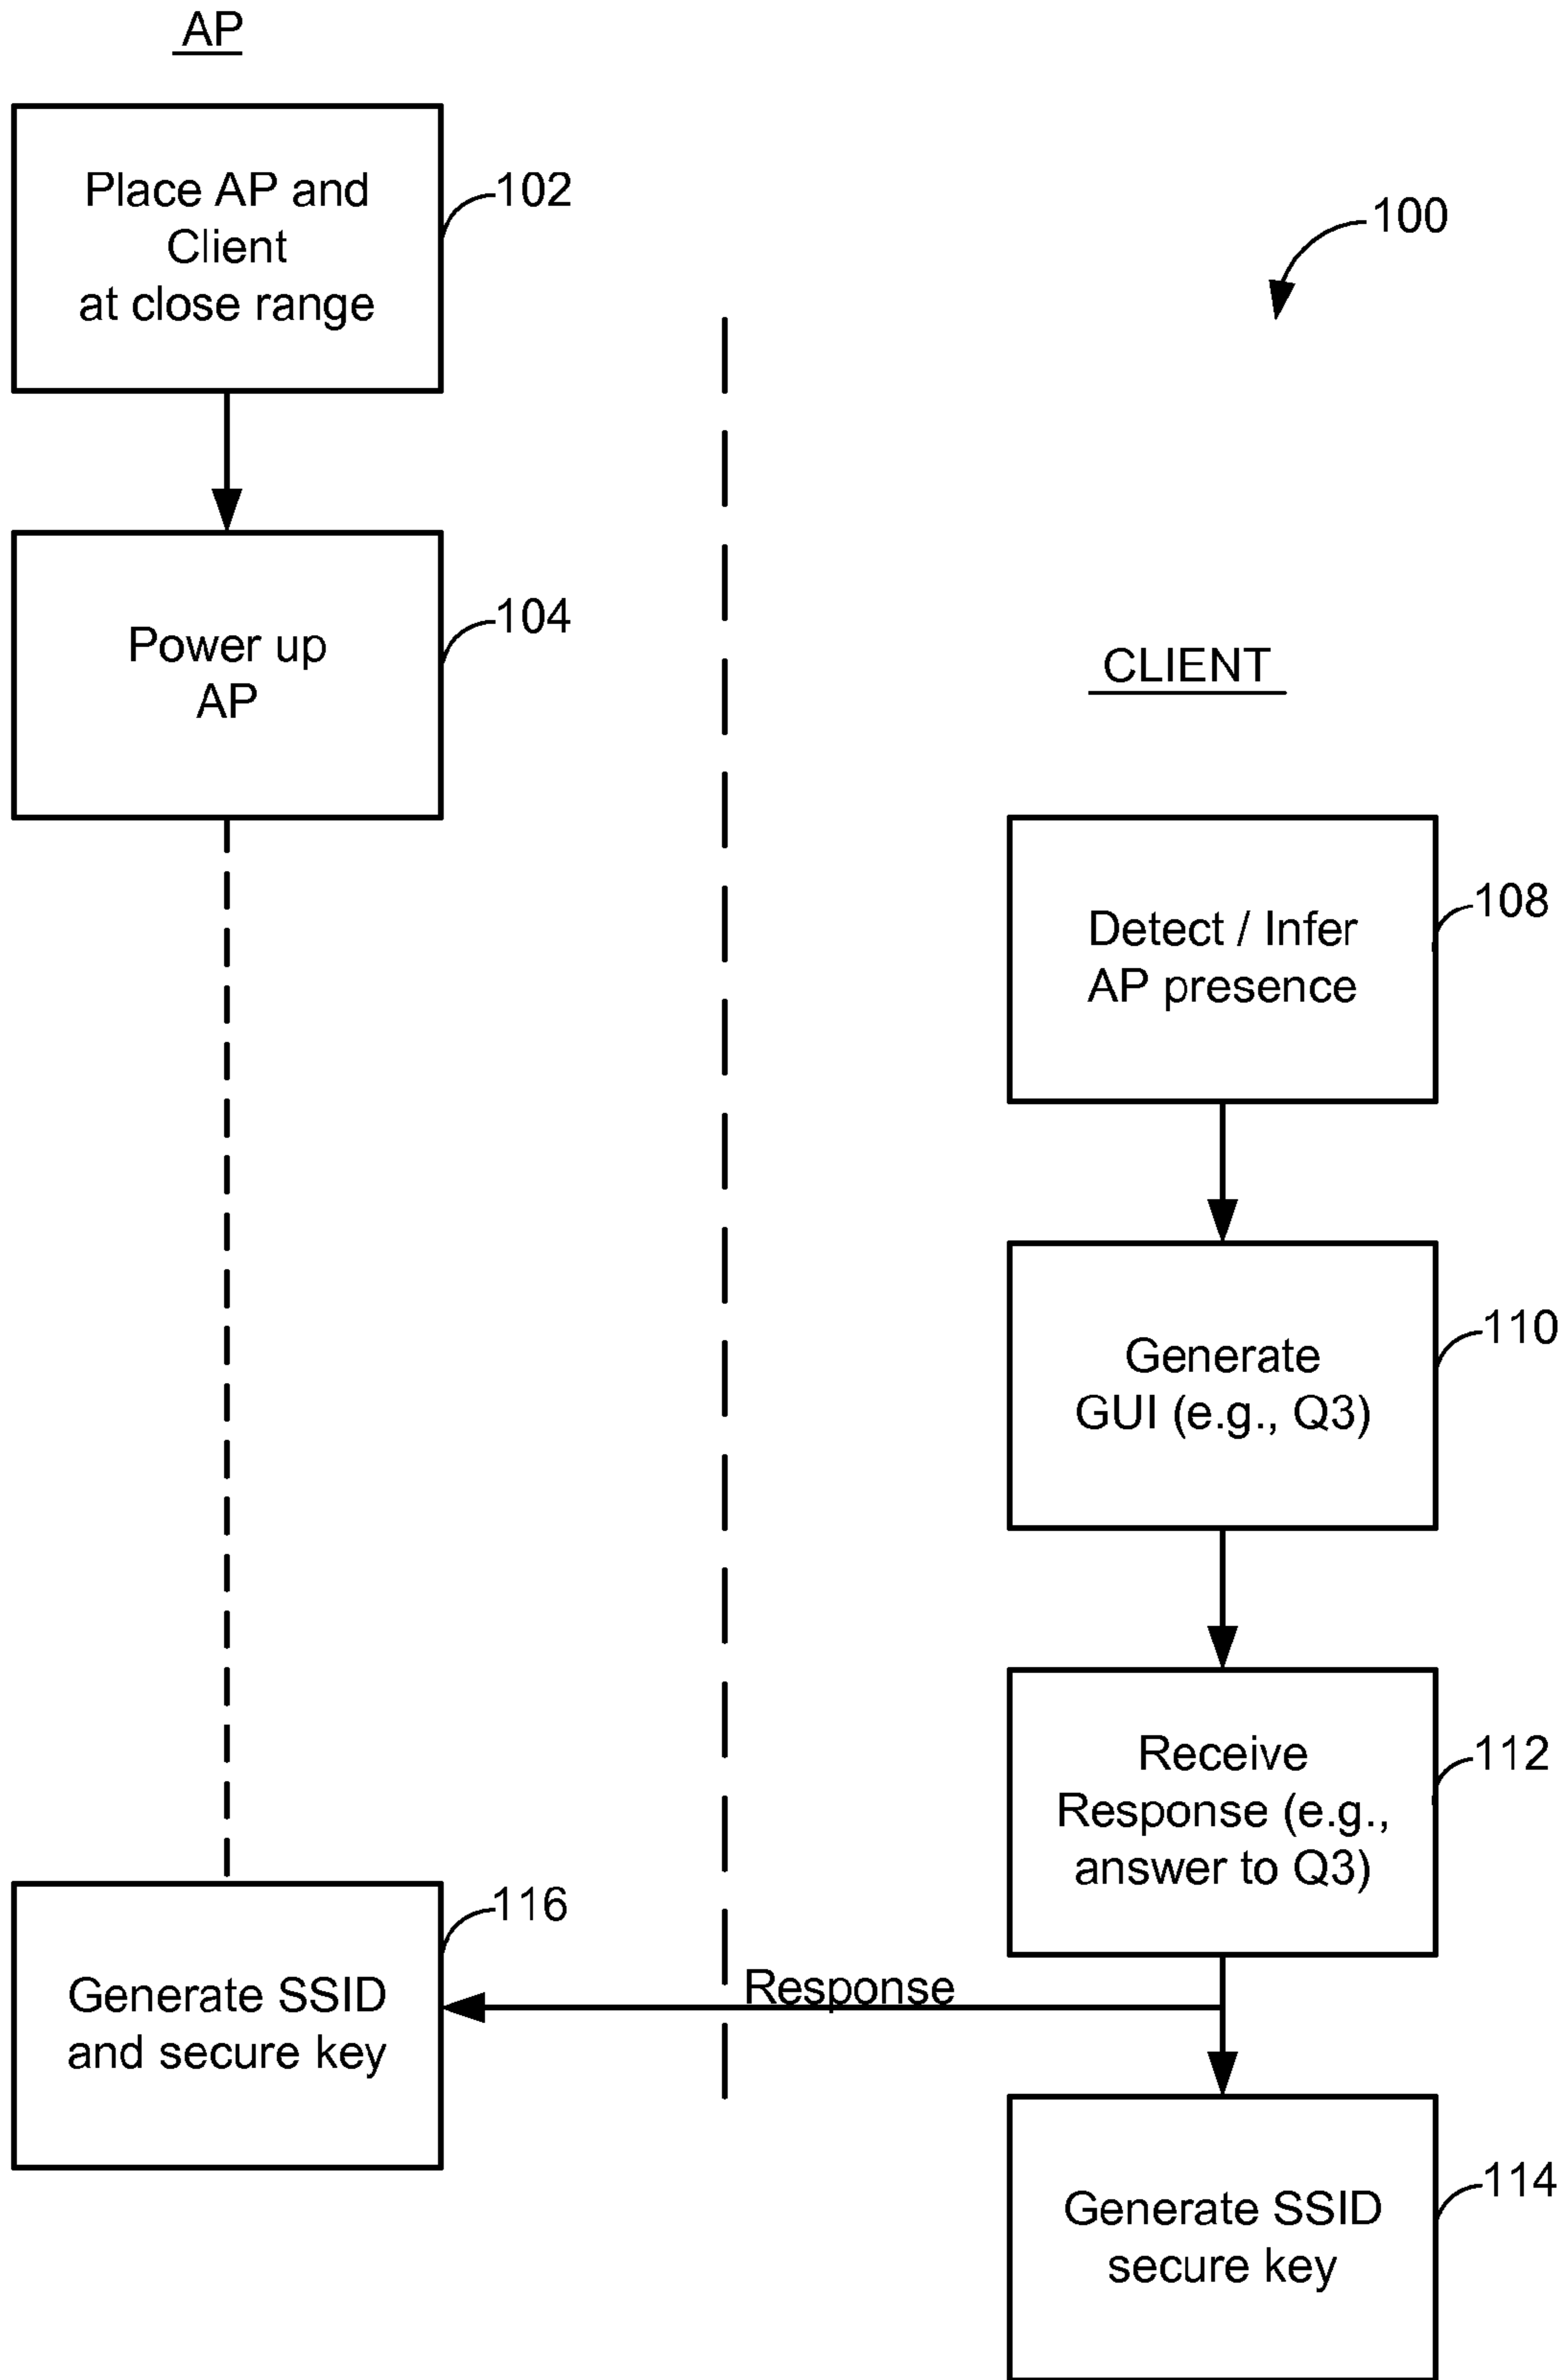 AP
Place AP and
Client
at close range
102
100
Power up
AP
104
CLIENT
Detect / Infer
AP presence
108
Generate
GUI (e.g., Q3)
110
Receive
Response (e.g.,
answer to Q3)
112
Generate SSID
and secure key
116
Response
Generate SSID
secure key
114